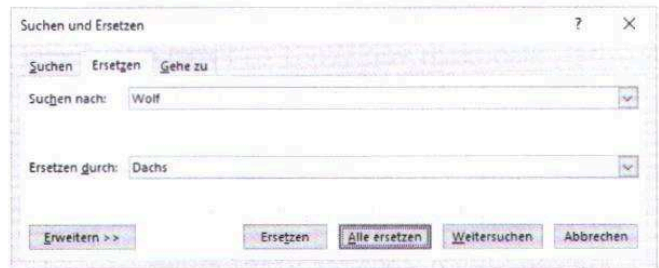 Suchen und Ersetzen ? ×
Suchen Ersetzen Gehe zu
Suchen nach: Wolf
Ersetzen durch: Dachs
Erweitern >> Ersetzen Alle ersetzen Weitersuchen Abbrechen